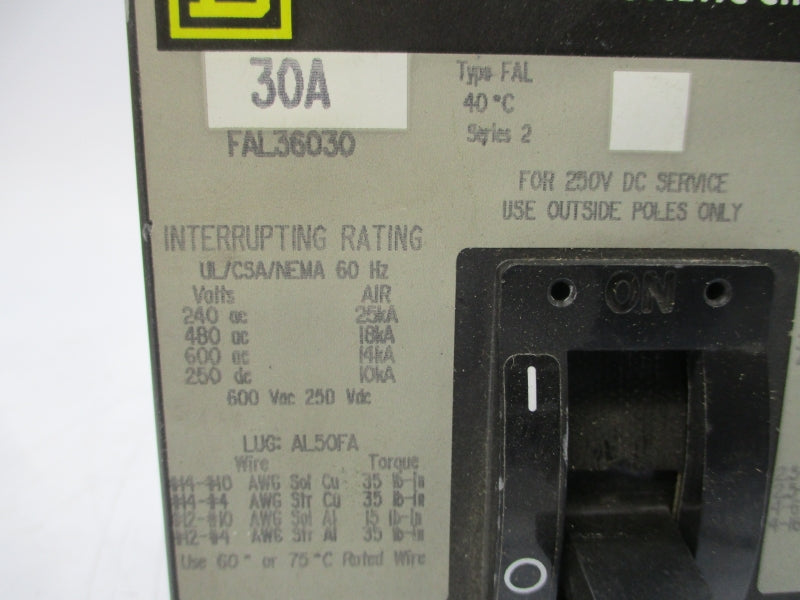 30A
FAL36030
Type FAL
40 °C
Series 2
FOR 250V DC SERVICE
USE OUTSIDE POLES ONLY
INTERRUPTING RATING
UL/CSA/NEMA 60 Hz
Volts AIR
240 ac 25kA
480 ac 18kA
600 ac 14kA
250 dc 10kA
600 Vac 250 Vdc
LUG: AL50FA
Wire Torque
#14-#10 AWG Sol Cu 35 lb-in
#14-#4 AWG Str Cu 35 lb-in
#12-#10 AWG Sol Al 15 lb-in
#12-#4 AWG Str Al 35 lb-in
Use 60° or 75 °C Rated Wire
ON
I
O